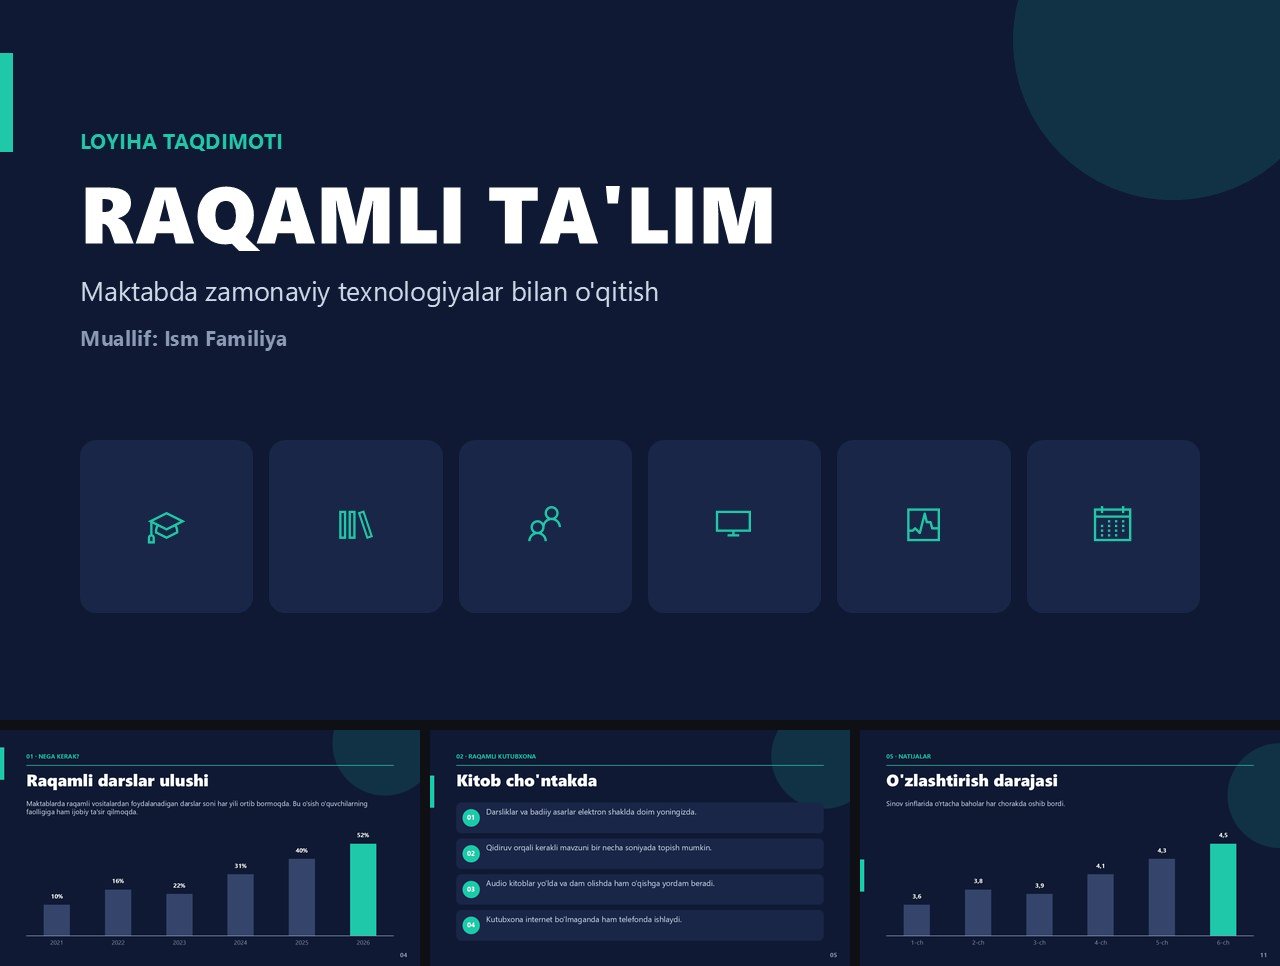 LOYIHA TAQDIMOTI
RAQAMLI TA'LIM
Maktabda zamonaviy texnologiyalar bilan o'qitish
Muallif: Ism Familiya
01 · NEGA KERAK?
Raqamli darslar ulushi
Maktablarda raqamli vositalardan foydalanadigan darslar soni har yili ortib bormoqda. Bu o'sish o'quvchilarning
faolligiga ham ijobiy ta'sir qilmoqda.
10%
16%
22%
31%
40%
52%
2021
2022
2023
2024
2025
2026
04
02 · RAQAMLI KUTUBXONA
Kitob cho'ntakda
01 Darsliklar va badiiy asarlar elektron shaklda doim yoningizda.
02 Qidiruv orqali kerakli mavzuni bir necha soniyada topish mumkin.
03 Audio kitoblar yo'lda va dam olishda ham o'qishga yordam beradi.
04 Kutubxona internet bo'lmaganda ham telefonda ishlaydi.
05
05 · NATIJALAR
O'zlashtirish darajasi
Sinov sinflarida o'rtacha baholar har chorakda oshib bordi.
3,6
3,8
3,9
4,1
4,3
4,5
1-ch
2-ch
3-ch
4-ch
5-ch
6-ch
11